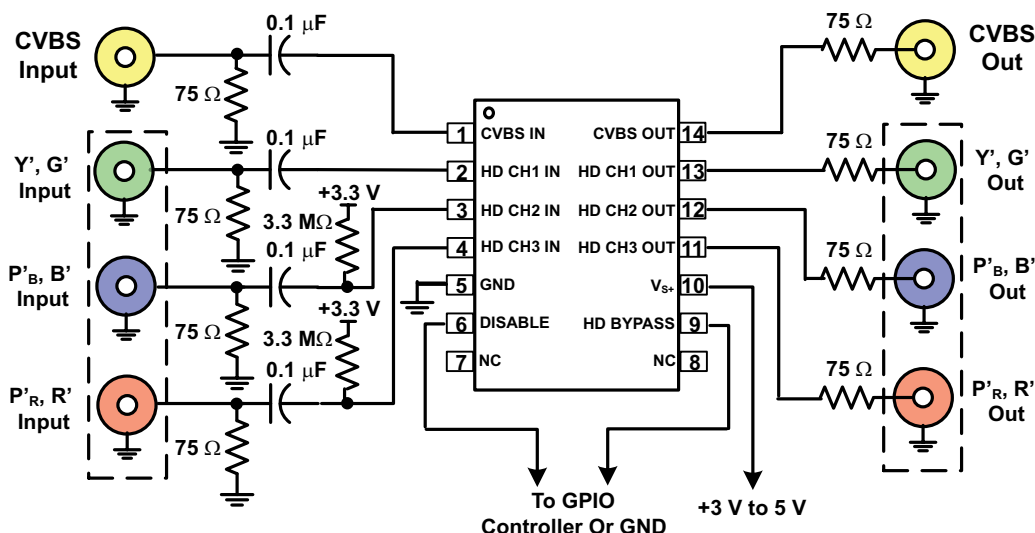 CVBS
Input
0.1 μF
75 Ω
75 Ω
CVBS
Out
Y', G'
Input
0.1 μF
75 Ω
+3.3 V
3.3 MΩ
75 Ω
Y', G'
Out
P'B, B'
Input
0.1 μF
75 Ω
+3.3 V
3.3 MΩ
75 Ω
P'B, B'
Out
P'R, R'
Input
0.1 μF
75 Ω
75 Ω
P'R, R'
Out
1 CVBS IN CVBS OUT 14
2 HD CH1 IN HD CH1 OUT 13
3 HD CH2 IN HD CH2 OUT 12
4 HD CH3 IN HD CH3 OUT 11
5 GND VS+ 10
6 DISABLE HD BYPASS 9
7 NC NC 8
To GPIO
Controller Or GND
+3 V to 5 V